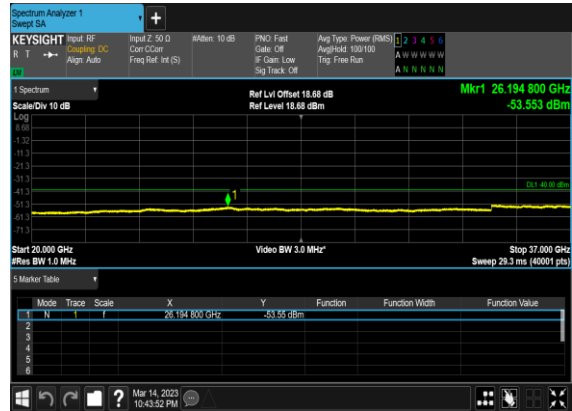 Spectrum Analyzer 1
Swept SA
+
KEYSIGHT
R T
Input: RF
Coupling: DC
Align: Auto
Input Z: 50 Ω
Corr CCorr
Freq Ref: Int (S)
#Atten: 10 dB
PNO: Fast
Gate: Off
IF Gain: Low
Sig Track: Off
Avg Type: Power (RMS)
Avg|Hold: 100/100
Trig: Free Run
1 2 3 4 5 6
A W W W W W
A N N N N N
1 Spectrum
Scale/Div 10 dB
Ref Lvl Offset 18.68 dB
Ref Level 18.68 dBm
Mkr1 26.194 800 GHz
-53.553 dBm
Log
8.68
-1.32
-11.3
-21.3
-31.3
-41.3
-51.3
-61.3
-71.3
DL1 -40.00 dBm
1
Start 20.000 GHz
#Res BW 1.0 MHz
Video BW 3.0 MHz*
Stop 37.000 GHz
Sweep 29.3 ms (40001 pts)
5 Marker Table
Mode Trace Scale X Y Function Function Width Function Value
1 N 1 f 26.194 800 GHz -53.55 dBm
2
3
4
5
6
?
Mar 14, 2023
10:43:52 PM